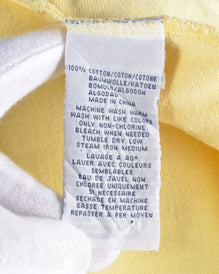 100% COTTON/COTON/COTONE
BAUMWOLLE/KATOEN
BOMULD/ALGODON
ALGODAO
MADE IN CHINA
MACHINE WASH WARM
WASH WITH LIKE COLORS
ONLY NON-CHLORINE
BLEACH WHEN NEEDED
TUMBLE DRY LOW
STEAM IRON MEDIUM
LAVAGE A 40°
LAVER AVEC COULEURS
SEMBLABLES
EAU DE JAVEL NON
CHLOREE UNIQUEMENT
SI NECESSAIRE
SECHAGE EN MACHINE
BASSE TEMPERATURE
REPASSER A FER MOYEN